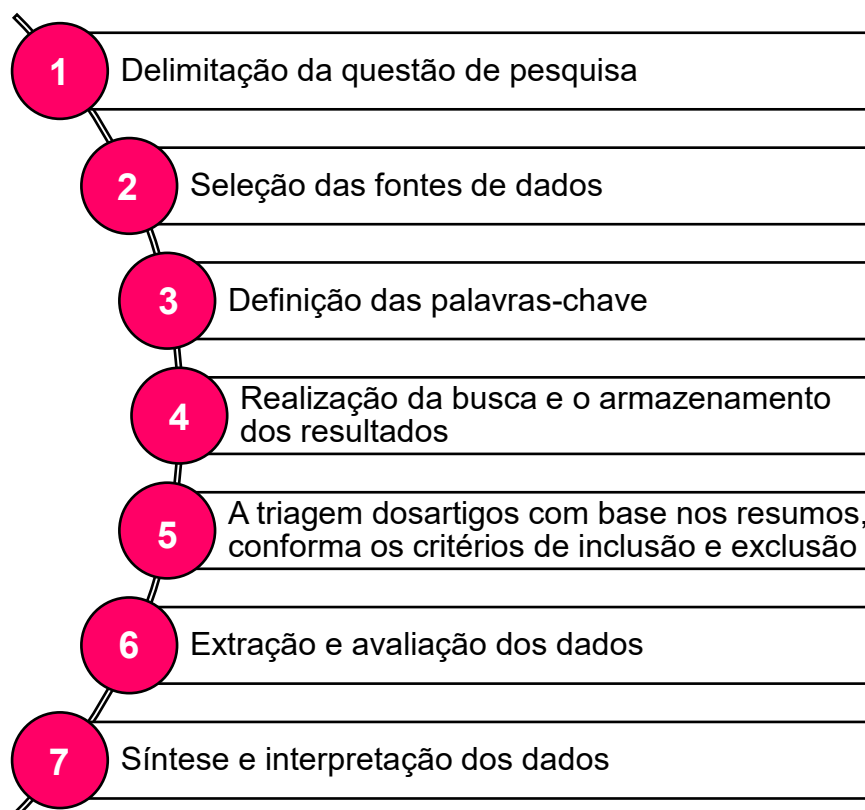 1 Delimitação da questão de pesquisa
2 Seleção das fontes de dados
3 Definição das palavras-chave
4 Realização da busca e o armazenamento
dos resultados
5 A triagem dosartigos com base nos resumos,
conforma os critérios de inclusão e exclusão
6 Extração e avaliação dos dados
7 Síntese e interpretação dos dados